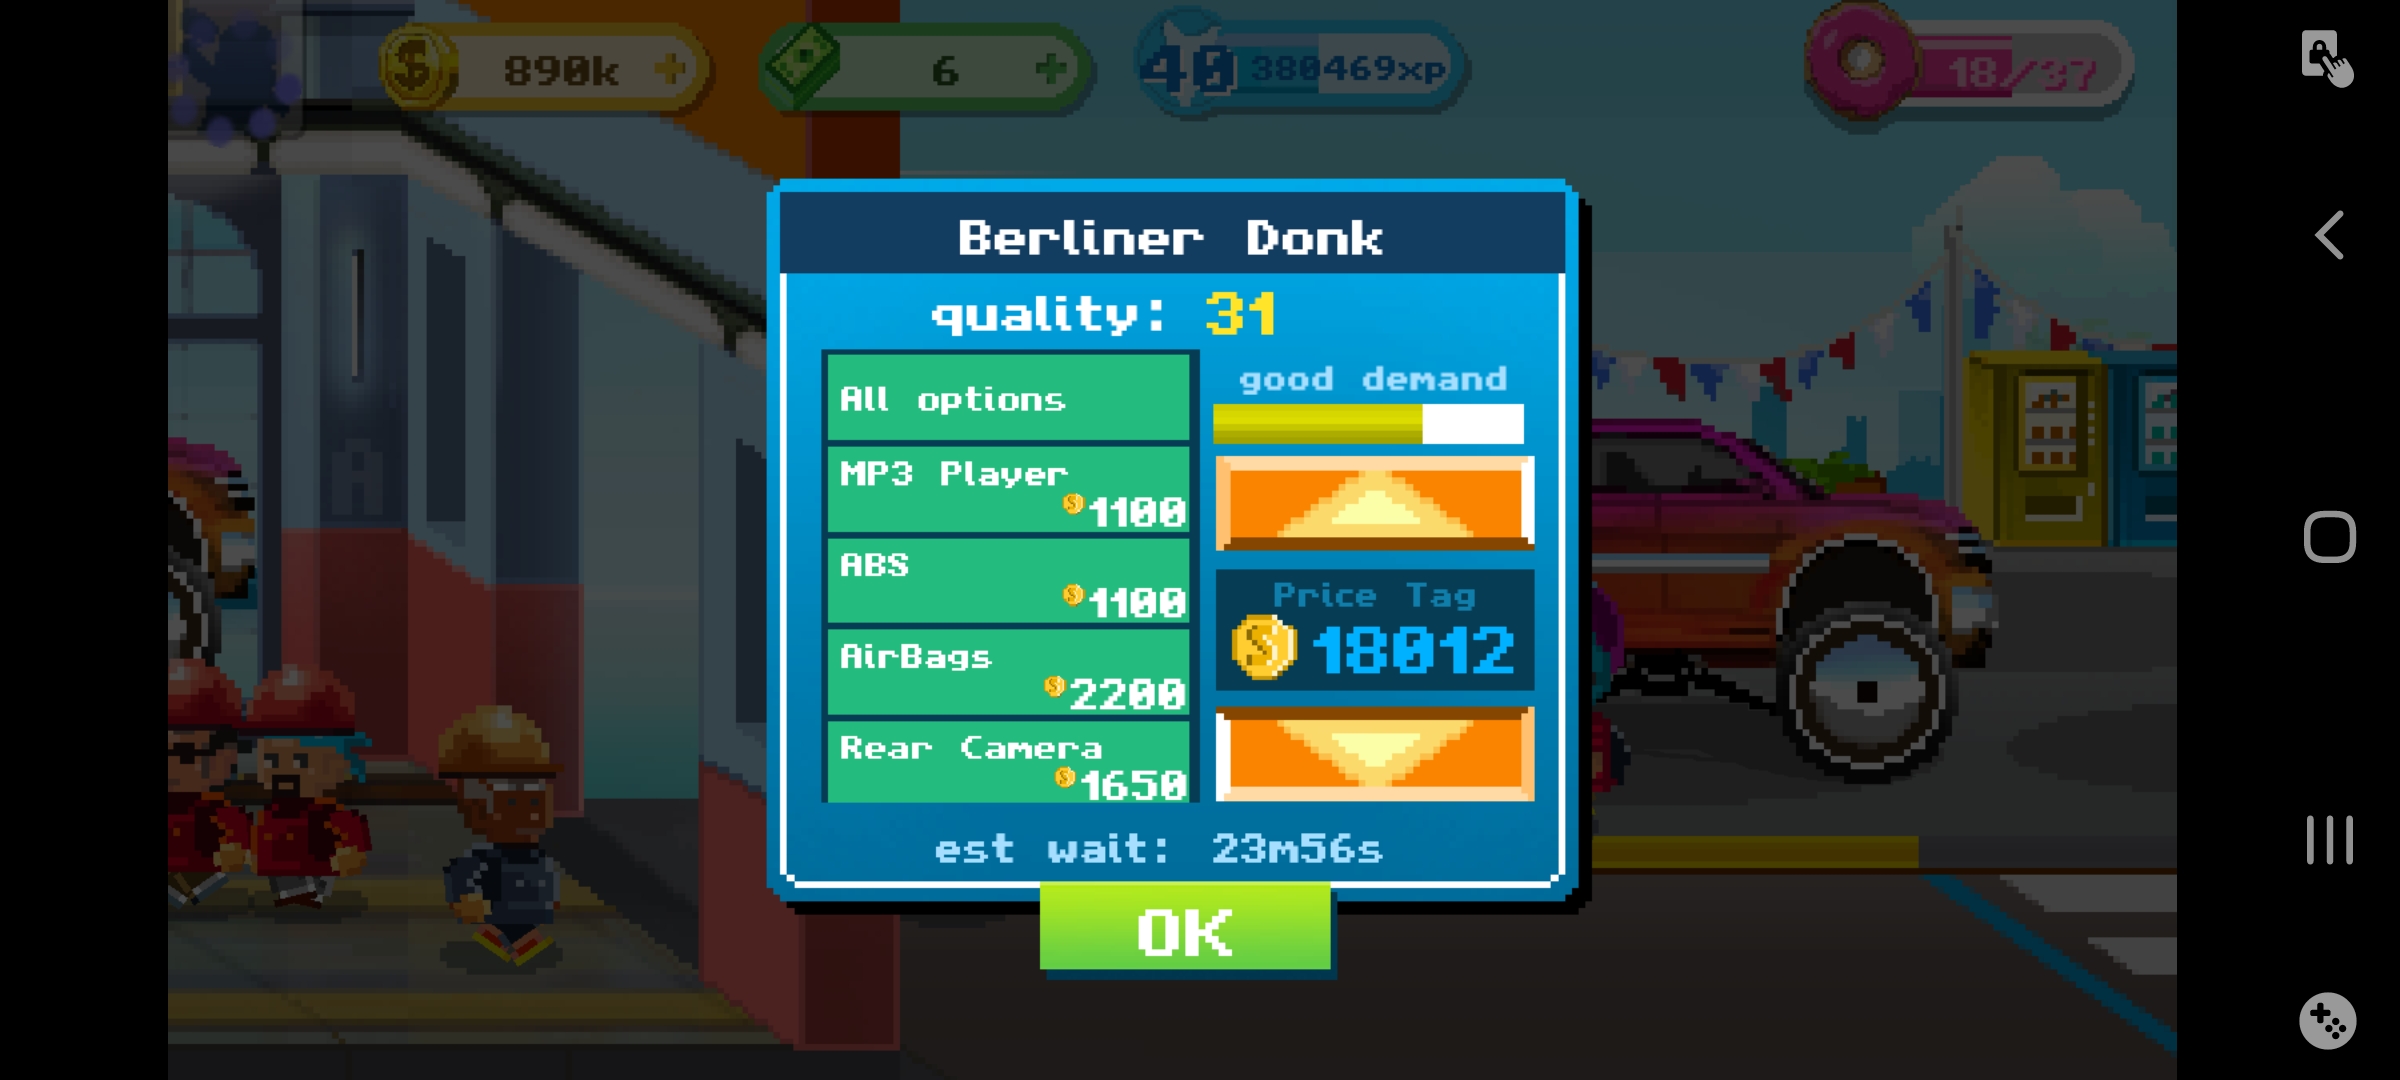 890k
6
40 380469xp
18/37
Berliner Donk
quality: 31
All options
MP3 Player
1100
ABS
1100
AirBags
2200
Rear Camera
1650
good demand
Price Tag
18012
est wait: 23m56s
OK
A